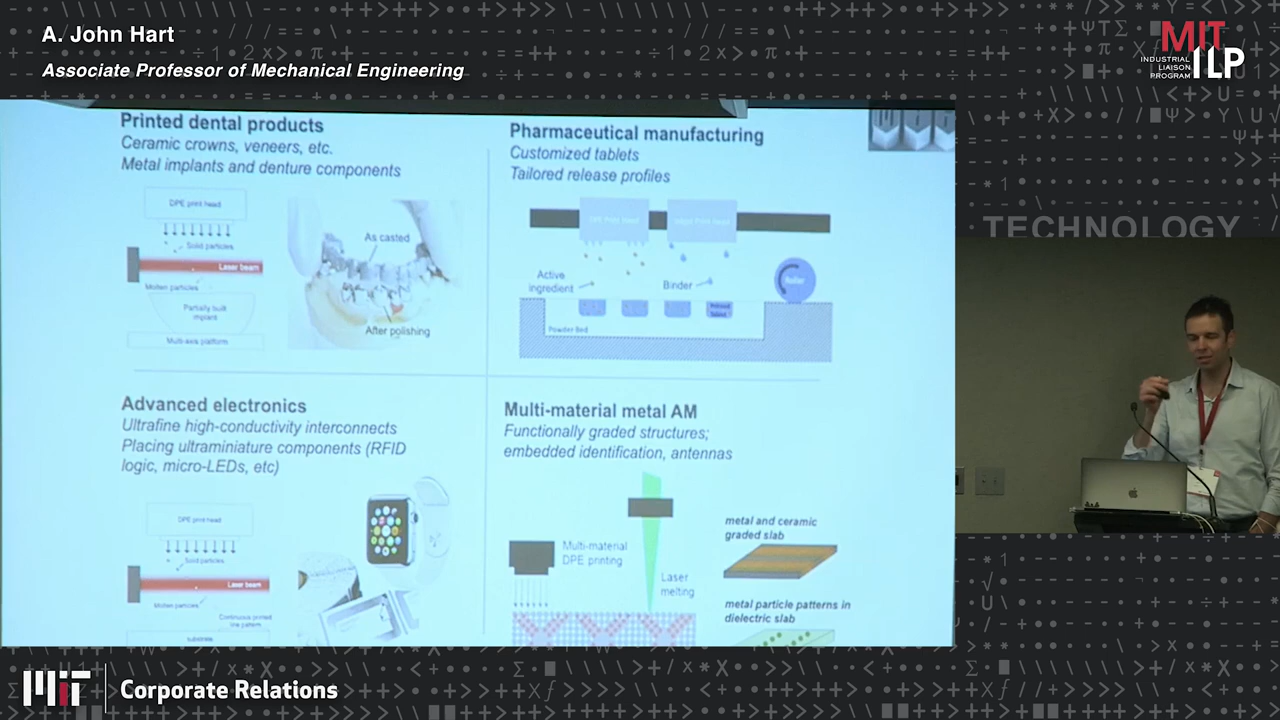 A. John Hart
Associate Professor of Mechanical Engineering
MIT
INDUSTRIAL
LIAISON
PROGRAM
ILP
TECHNOLOGY
Printed dental products
Ceramic crowns, veneers, etc.
Metal implants and denture components
DPE print head
Solid particles
Laser beam
Molten particles
Partially built
implant
Multi-axis platform
As casted
After polishing
Pharmaceutical manufacturing
Customized tablets
Tailored release profiles
Active
ingredient
Binder
Roller
Powder Bed
Advanced electronics
Ultrafine high-conductivity interconnects
Placing ultraminiature components (RFID
logic, micro-LEDs, etc)
DPE print head
Solid particles
Laser beam
Molten particles
Continuous printed
line pattern
substrate
Multi-material metal AM
Functionally graded structures;
embedded identification, antennas
Multi-material
DPE printing
Laser
melting
metal and ceramic
graded slab
metal particle patterns in
dielectric slab
MIT
Corporate Relations